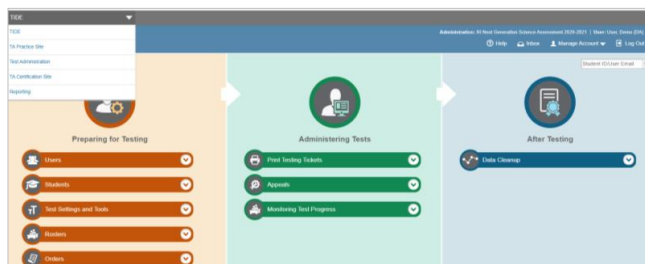 TIDE
TIDE
TA Practice Site
Test Administration
TA Certification Site
Reporting
Administration: RI Next Generation Science Assessment 2020-2021 | User: User, Demo (DA)
Help
Inbox
Manage Account
Log Out
Student ID/User Email
Preparing for Testing
Administering Tests
After Testing
Users
Print Testing Tickets
Data Cleanup
Students
Appeals
Test Settings and Tools
Monitoring Test Progress
Rosters
Orders